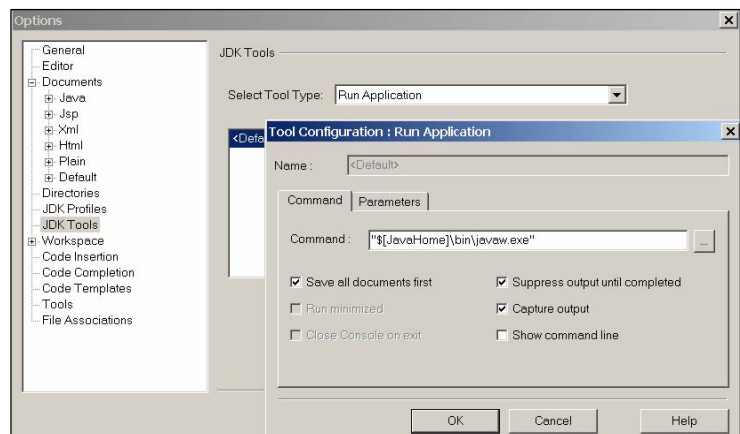 Options
General
Editor
Documents
Java
Jsp
Xml
Html
Plain
Default
Directories
JDK Profiles
JDK Tools
Workspace
Code Insertion
Code Completion
Code Templates
Tools
File Associations
JDK Tools
Select Tool Type: Run Application
<Defa
Tool Configuration : Run Application
Name : <Default>
Command Parameters
Command : "$[JavaHome]\bin\javaw.exe" ...
Save all documents first Suppress output until completed
Run minimized Capture output
Close Console on exit Show command line
OK Cancel Help